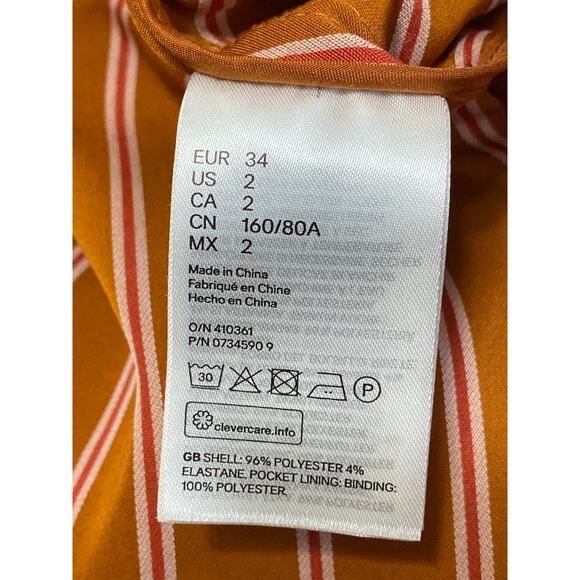 EUR 34
US 2
CA 2
CN 160/80A
MX 2
Made in China
Fabriqué en Chine
Hecho en China
O/N 410361
P/N 0734590 9
30 P
clevercare.info
GB SHELL: 96% POLYESTER 4%
ELASTANE. POCKET LINING: BINDING:
100% POLYESTER.